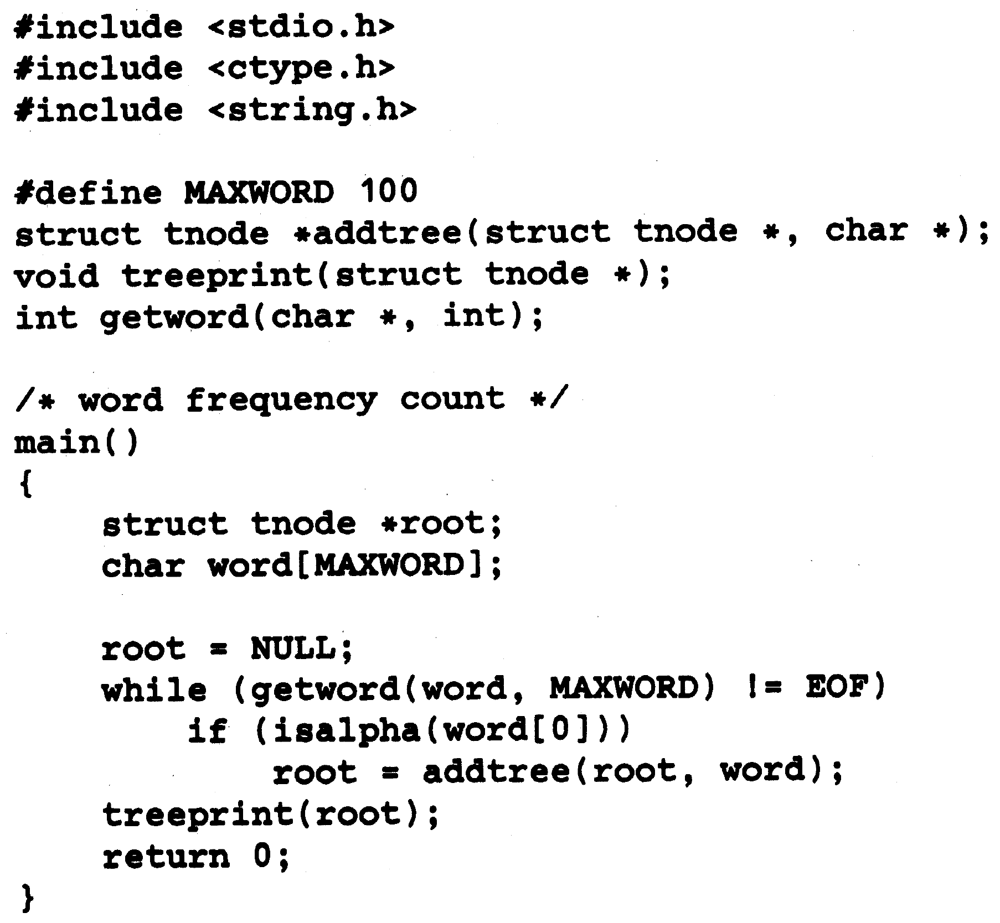 #include <stdio.h>
#include <ctype.h>
#include <string.h>

#define MAXWORD 100
struct tnode *addtree(struct tnode *, char *);
void treeprint(struct tnode *);
int getword(char *, int);

/* word frequency count */
main()
{
    struct tnode *root;
    char word[MAXWORD];

    root = NULL;
    while (getword(word, MAXWORD) != EOF)
        if (isalpha(word[0]))
            root = addtree(root, word);
    treeprint(root);
    return 0;
}